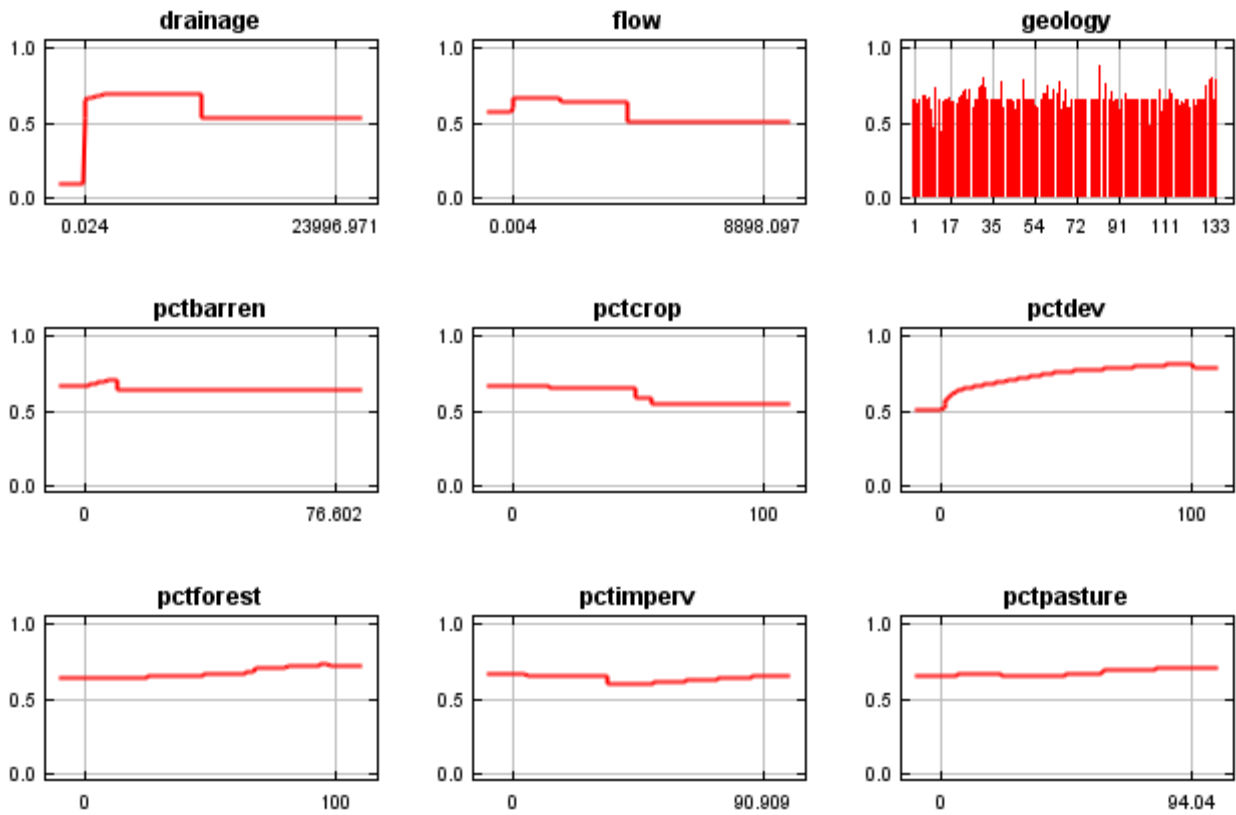 drainage flow geology
1.0 1.0 1.0
0.5 0.5 0.5
0.0 0.0 0.0
0.024 23996.971 0.004 8898.097 1 17 35 54 72 91 111 133
pctbarren pctcrop pctdev
1.0 1.0 1.0
0.5 0.5 0.5
0.0 0.0 0.0
0 76.602 0 100 0 100
pctforest pctimperv pctpasture
1.0 1.0 1.0
0.5 0.5 0.5
0.0 0.0 0.0
0 100 0 90.909 0 94.04